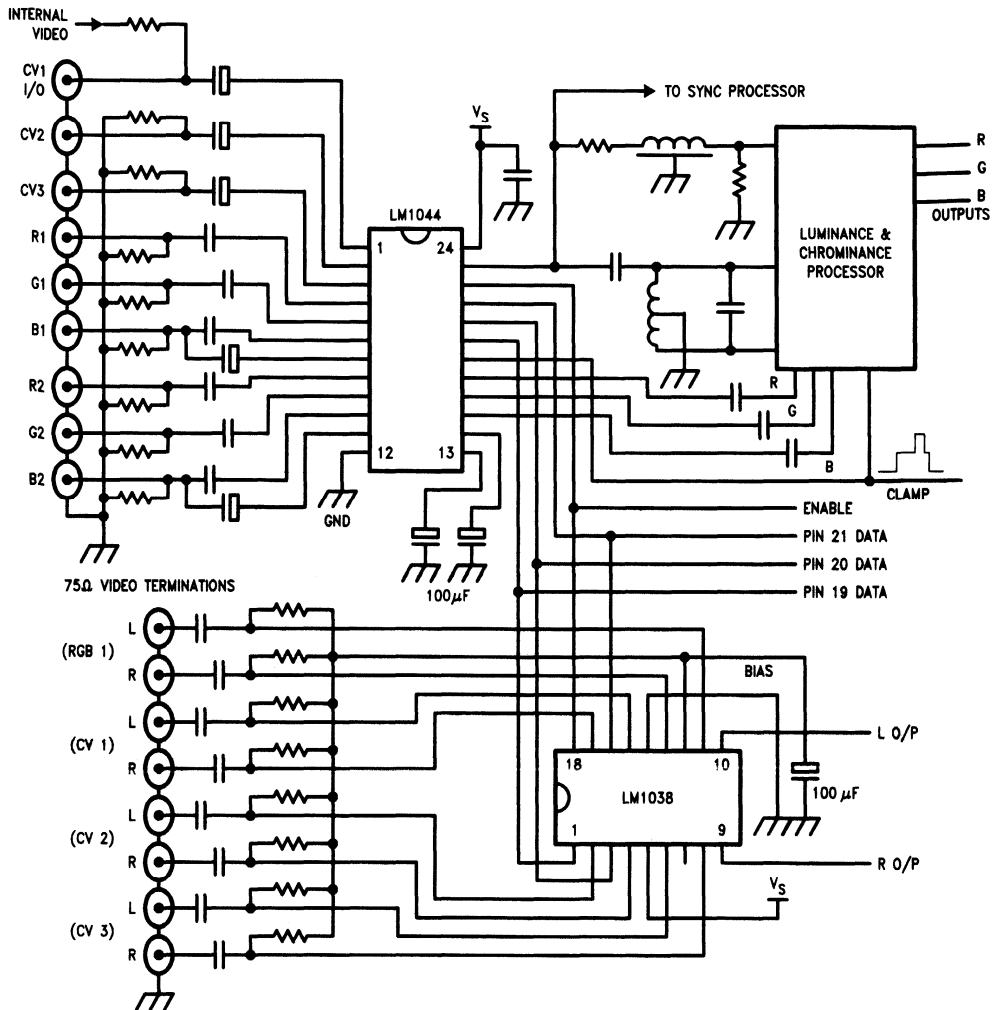 INTERNAL
VIDEO
CV1
I/O
CV2
CV3
R1
G1
B1
R2
G2
B2
LM1044
1
24
12
13
GND
VS
100µF
TO SYNC PROCESSOR
LUMINANCE &
CHROMINANCE
PROCESSOR
R
G
B
OUTPUTS
R
G
B
CLAMP
ENABLE
PIN 21 DATA
PIN 20 DATA
PIN 19 DATA
75Ω VIDEO TERMINATIONS
L
(RGB 1)
R
L
(CV 1)
R
L
(CV 2)
R
L
(CV 3)
R
BIAS
18
10
LM1038
1
9
L O/P
100 µF
R O/P
VS